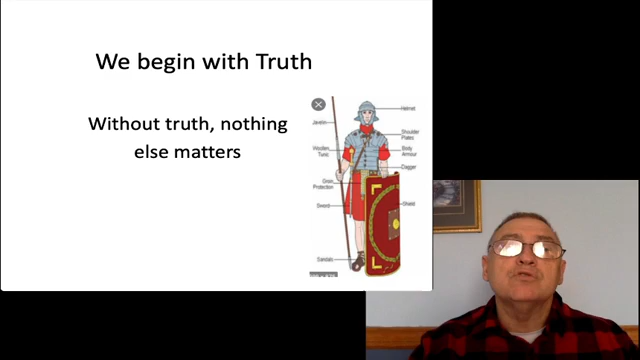 We begin with Truth
Without truth, nothing
else matters
Helmet
Javelin
Shoulder
Plates
Woollen
Tunic
Body
Armour
Dagger
Groin
Protection
Sword
Shield
Sandals